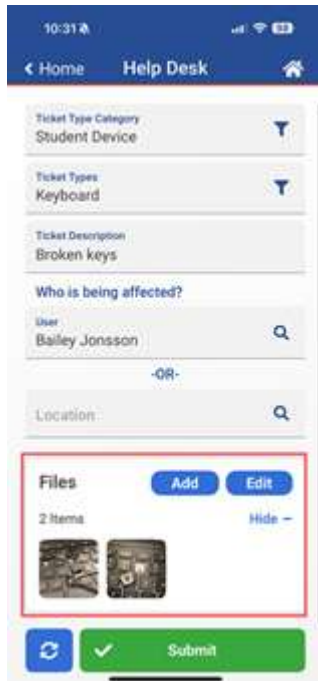 10:31
< Home Help Desk
Ticket Type Category
Student Device
Ticket Types
Keyboard
Ticket Description
Broken keys
Who is being affected?
User
Bailey Jonsson
-OR-
Location
Files Add Edit
2 Items Hide −
Submit